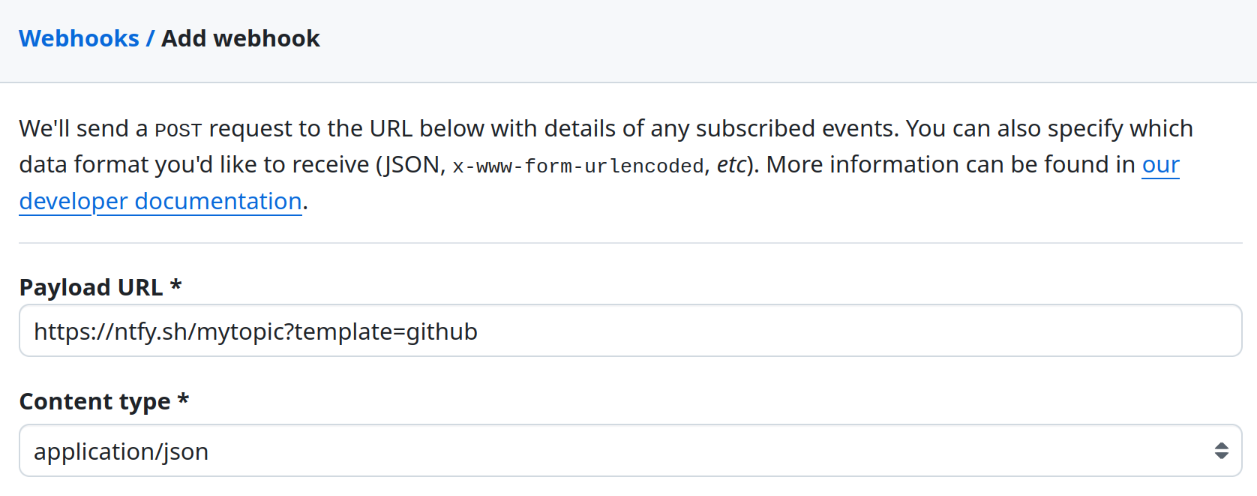 Webhooks / Add webhook
We'll send a POST request to the URL below with details of any subscribed events. You can also specify which
data format you'd like to receive (JSON, x-www-form-urlencoded, etc). More information can be found in our
developer documentation.
Payload URL *
https://ntfy.sh/mytopic?template=github
Content type *
application/json